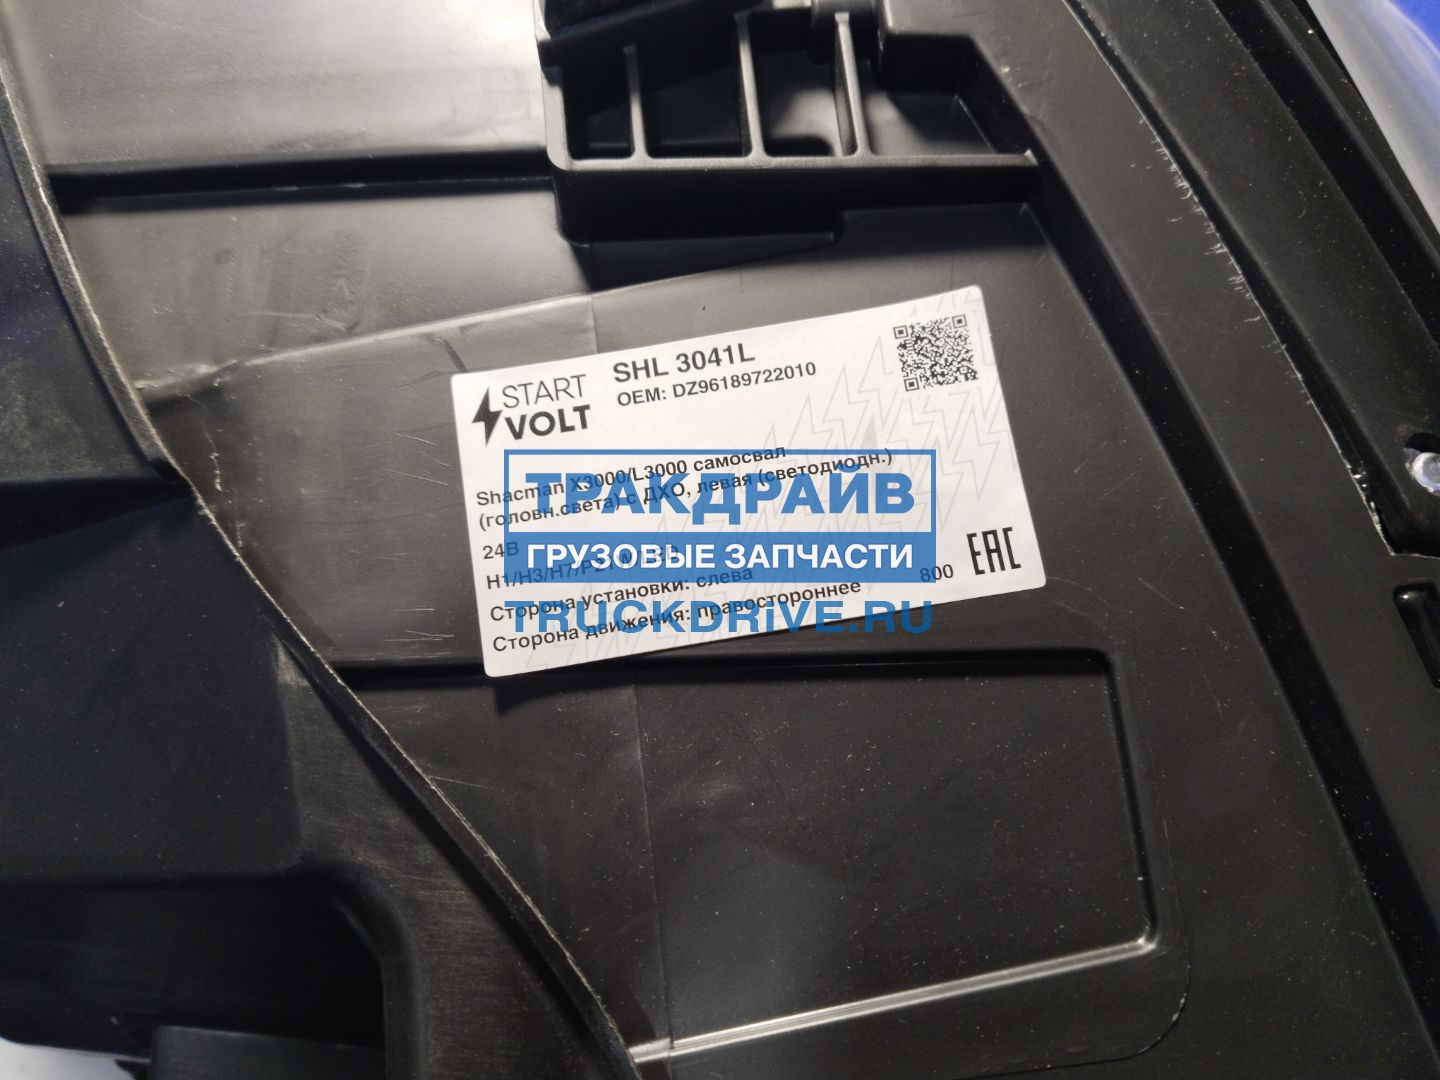 START
VOLT
SHL 3041L
OEM: DZ96189722010
Shacman X3000/L3000 самосвал
(головн.света) с ДХО, левая (светодиодн.)
24В
H1/H3/H7/
Сторона установки: слева
Сторона движения: правостороннее
800
EAC
ТРАКДРАЙВ
ГРУЗОВЫЕ ЗАПЧАСТИ
TRUCKDRiVE.RU